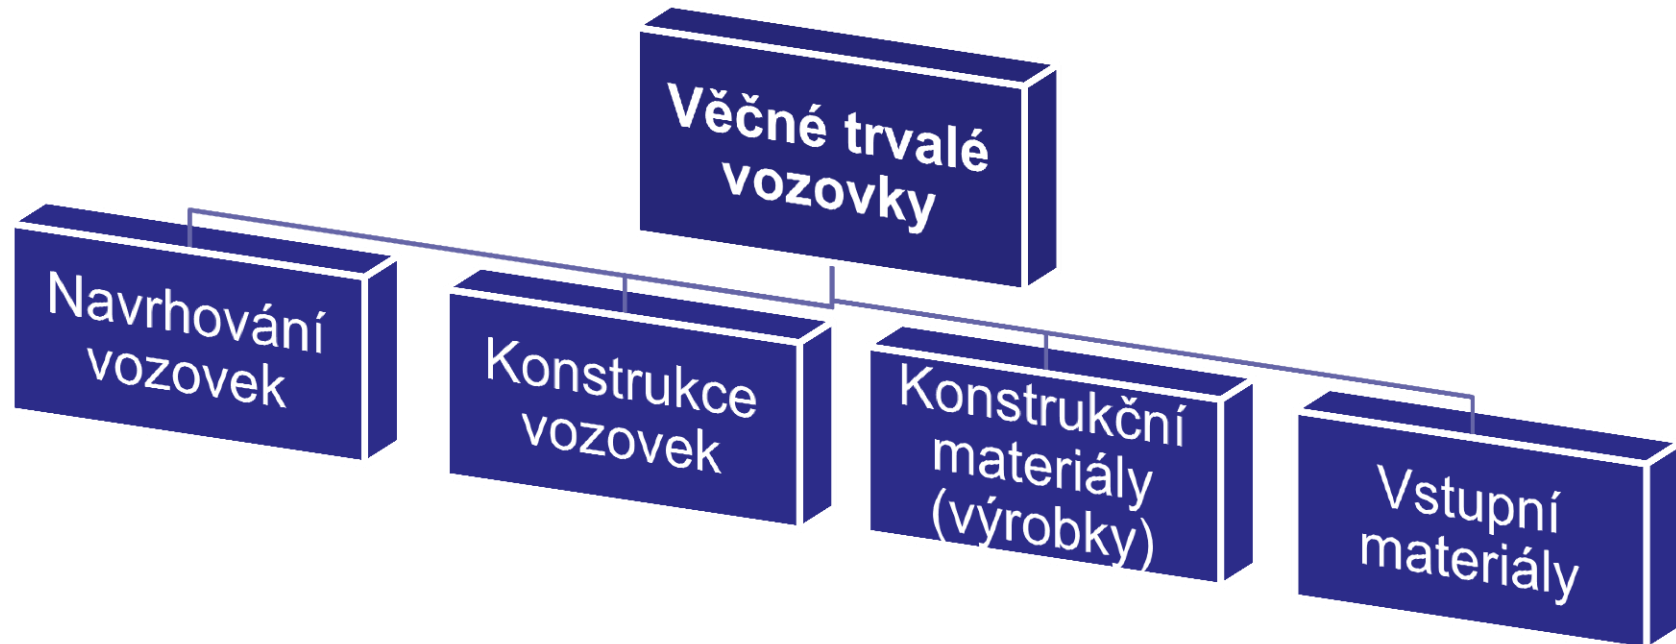 Věčné trvalé
vozovky
Navrhování
vozovek
Konstrukce
vozovek
Konstrukční
materiály
(výrobky)
Vstupní
materiály